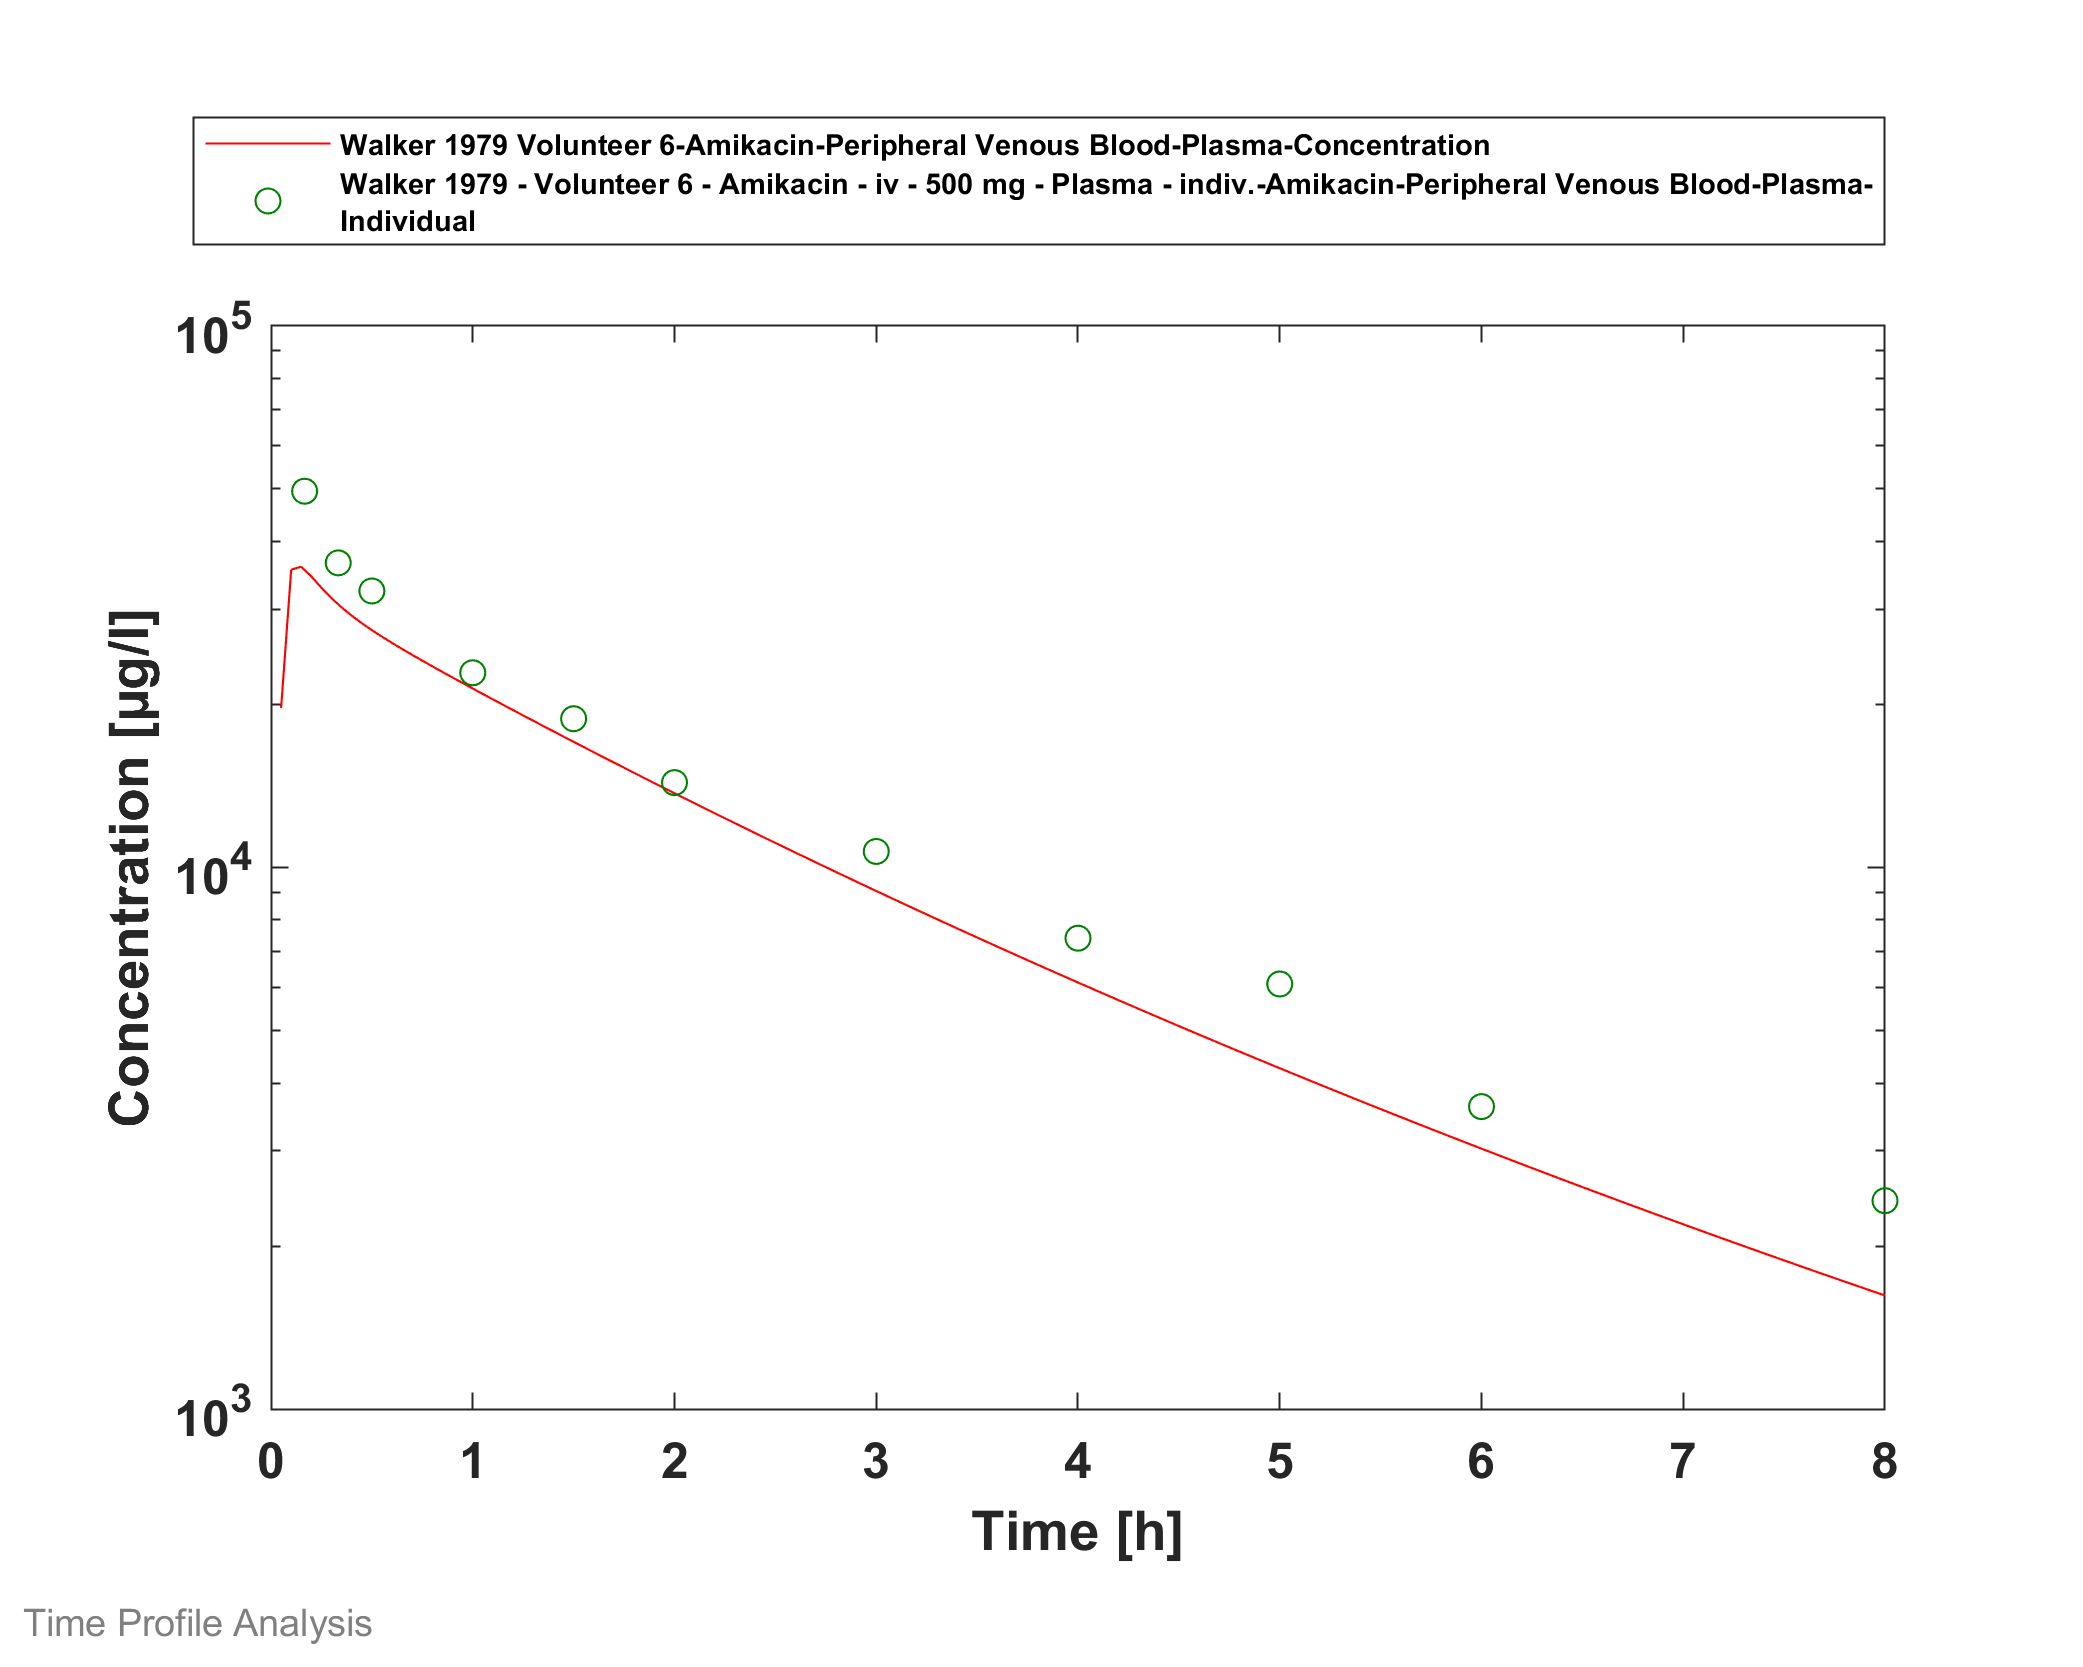 Walker 1979 Volunteer 6-Amikacin-Peripheral Venous Blood-Plasma-Concentration
Walker 1979 - Volunteer 6 - Amikacin - iv - 500 mg - Plasma - indiv.-Amikacin-Peripheral Venous Blood-Plasma-
Individual
10^5
10^4
10^3
Concentration [µg/l]
0 1 2 3 4 5 6 7 8
Time [h]
Time Profile Analysis